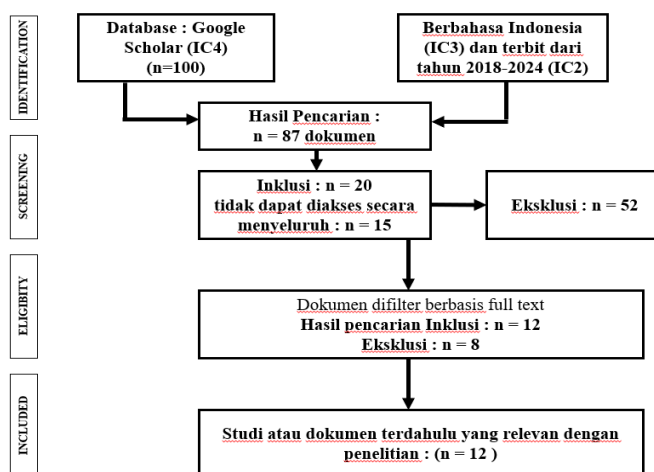 IDENTIFICATION
Database : Google
Scholar (IC4)
(n=100)
Berbahasa Indonesia
(IC3) dan terbit dari
tahun 2018-2024 (IC2)
Hasil Pencarian :
n = 87 dokumen
SCREENING
Inklusi : n = 20
tidak dapat diakses secara
menyeluruh : n = 15
Eksklusi : n = 52
ELIGIBITY
Dokumen difilter berbasis full text
Hasil pencarian Inklusi : n = 12
Eksklusi : n = 8
INCLUDED
Studi atau dokumen terdahulu yang relevan dengan
penelitian : (n = 12 )